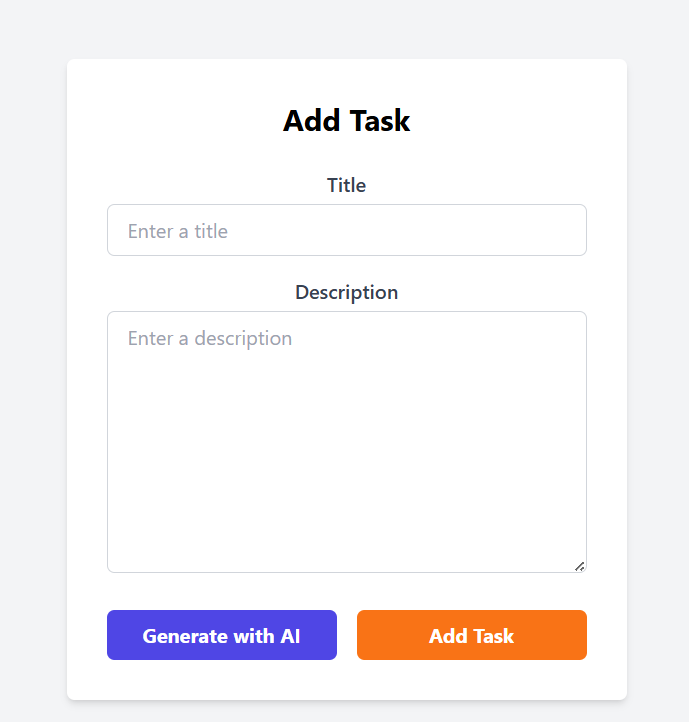 Add Task
Title
Enter a title
Description
Enter a description
Generate with AI
Add Task